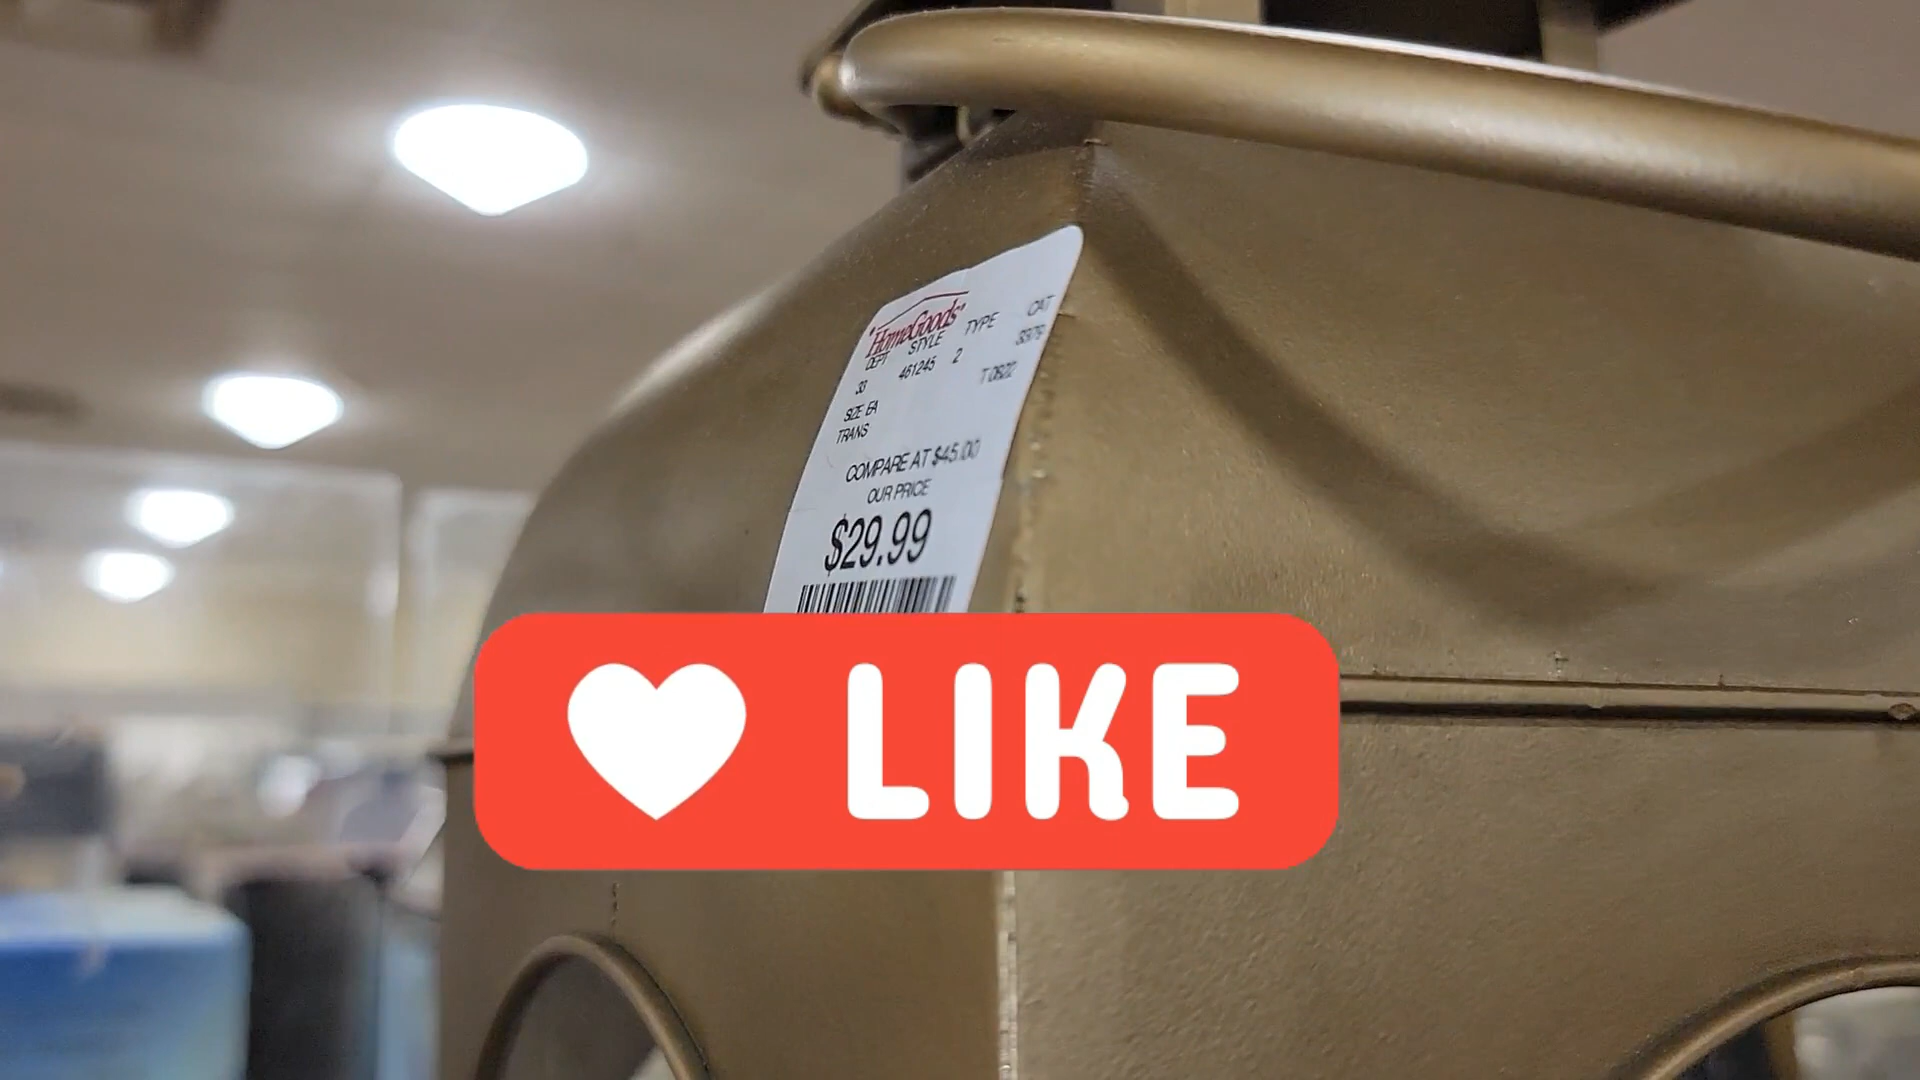 HomeGoods
DEPT STYLE TYPE CAT
33 461245 2
T 0822
SIZE EA
TRANS
COMPARE AT $45.00
OUR PRICE
$29.99
LIKE